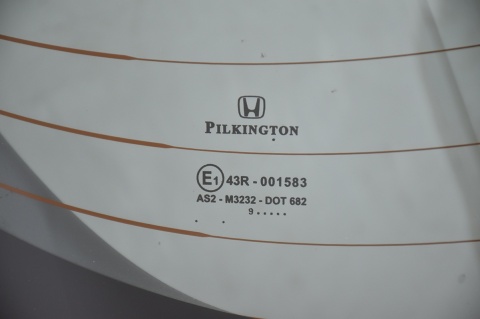 PILKINGTON
E1 43R - 001583
AS2 - M3232 - DOT 682
9 .....